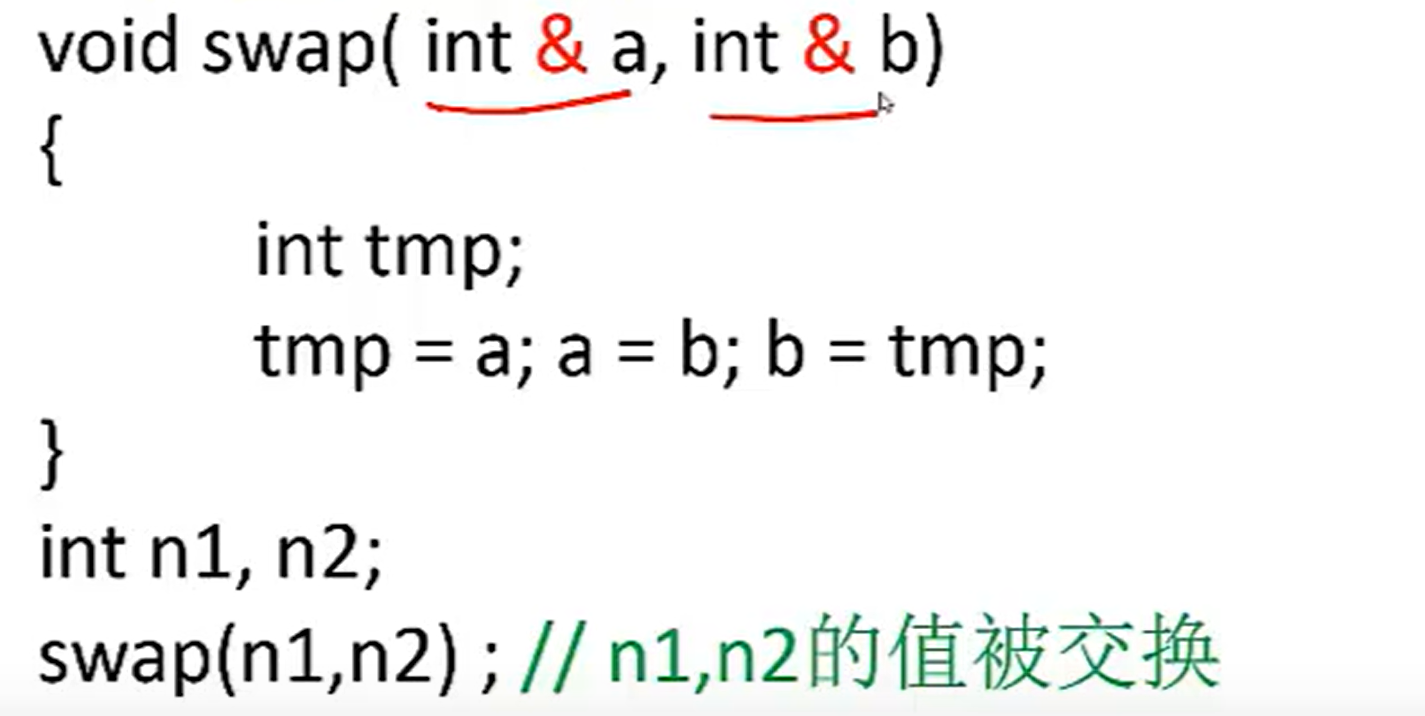 void swap( int & a, int & b)
{
int tmp;
tmp = a; a = b; b = tmp;
}
int n1, n2;
swap(n1,n2) ; // n1,n2的值被交换